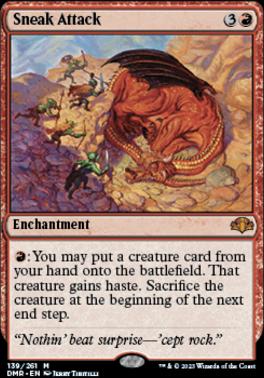 Sneak Attack 3
Enchantment
:You may put a creature card from
your hand onto the battlefield. That
creature gains haste. Sacrifice the
creature at the beginning of the next
end step.
“Nothin’ beat surprise—’cept rock.”
139/261 M
DMR • EN Jerry Tiritilli ™ & © 2023 Wizards of the Coast